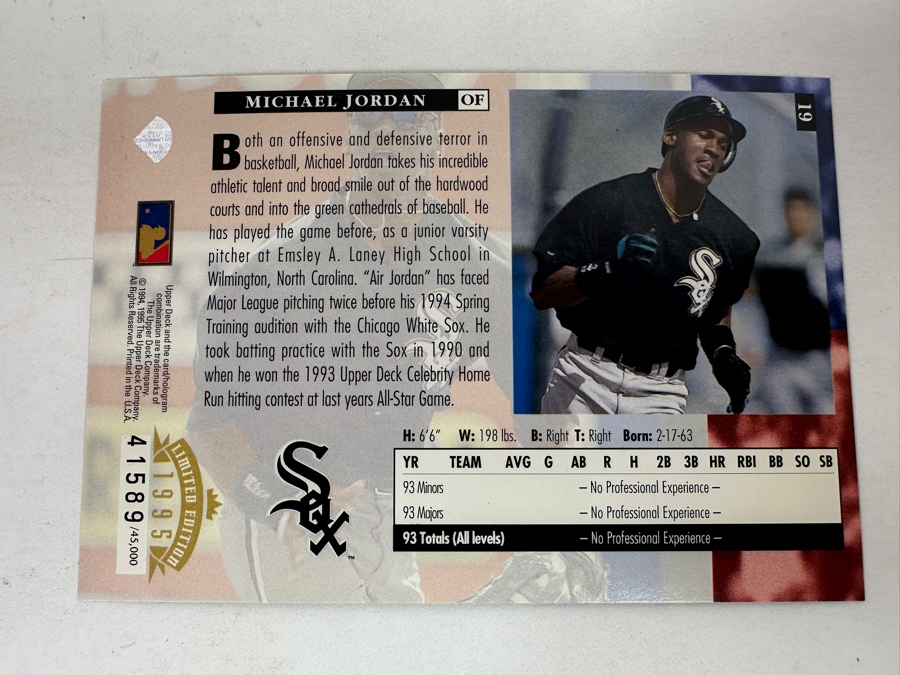 MICHAEL JORDAN OF
19
Both an offensive and defensive terror in
basketball, Michael Jordan takes his incredible
athletic talent and broad smile out of the hardwood
courts and into the green cathedrals of baseball. He
has played the game before, as a junior varsity
pitcher at Emsley A. Laney High School in
Wilmington, North Carolina. "Air Jordan" has faced
Major League pitching twice before his 1994 Spring
Training audition with the Chicago White Sox. He
took batting practice with the Sox in 1990 and
when he won the 1993 Upper Deck Celebrity Home
Run hitting contest at last years All-Star Game.
H: 6'6" W: 198 lbs. B: Right T: Right Born: 2-17-63
YR TEAM AVG G AB R H 2B 3B HR RBI BB SO SB
93 Minors – No Professional Experience –
93 Majors – No Professional Experience –
93 Totals (All levels) – No Professional Experience –
Sox
™
Sox
Upper Deck and the card/hologram
combination are trademarks of
The Upper Deck Company.
© 1994, 1995 The Upper Deck Company.
All Rights Reserved. Printed in the U.S.A.
LIMITED EDITION
1995
41589/45,000